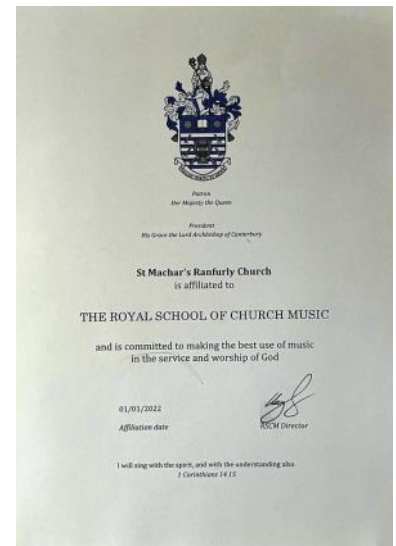 Patron
Her Majesty the Queen
President
His Grace the Lord Archbishop of Canterbury
St Machar's Ranfurly Church
is affiliated to
THE ROYAL SCHOOL OF CHURCH MUSIC
and is committed to making the best use of music
in the service and worship of God
01/01/2022
Affiliation date
RSCM Director
I will sing with the spirit, and with the understanding also
1 Corinthians 14.15